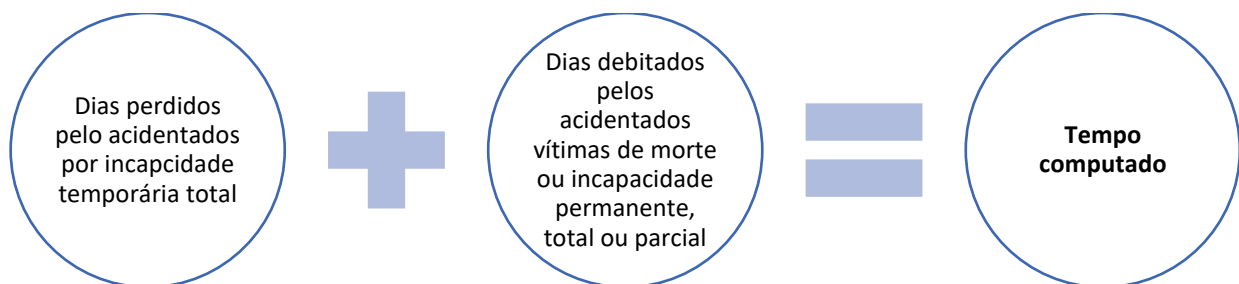 Dias perdidos
pelo acidentados
por incapcidade
temporária total
Dias debitados
pelos
acidentados
vítimas de morte
ou incapacidade
permanente,
total ou parcial
Tempo
computado